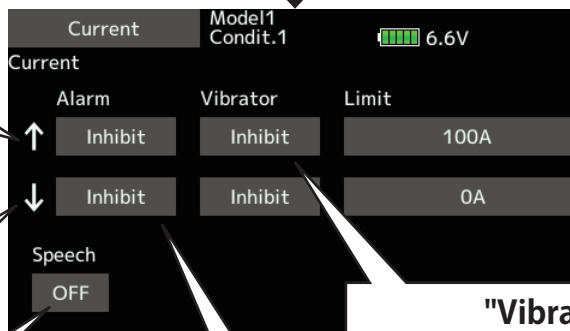 Current
Model1
Condit.1
6.6V
Current
Alarm Vibrator Limit
↑ Inhibit Inhibit 100A
↓ Inhibit Inhibit 0A
Speech
OFF
"Vibra